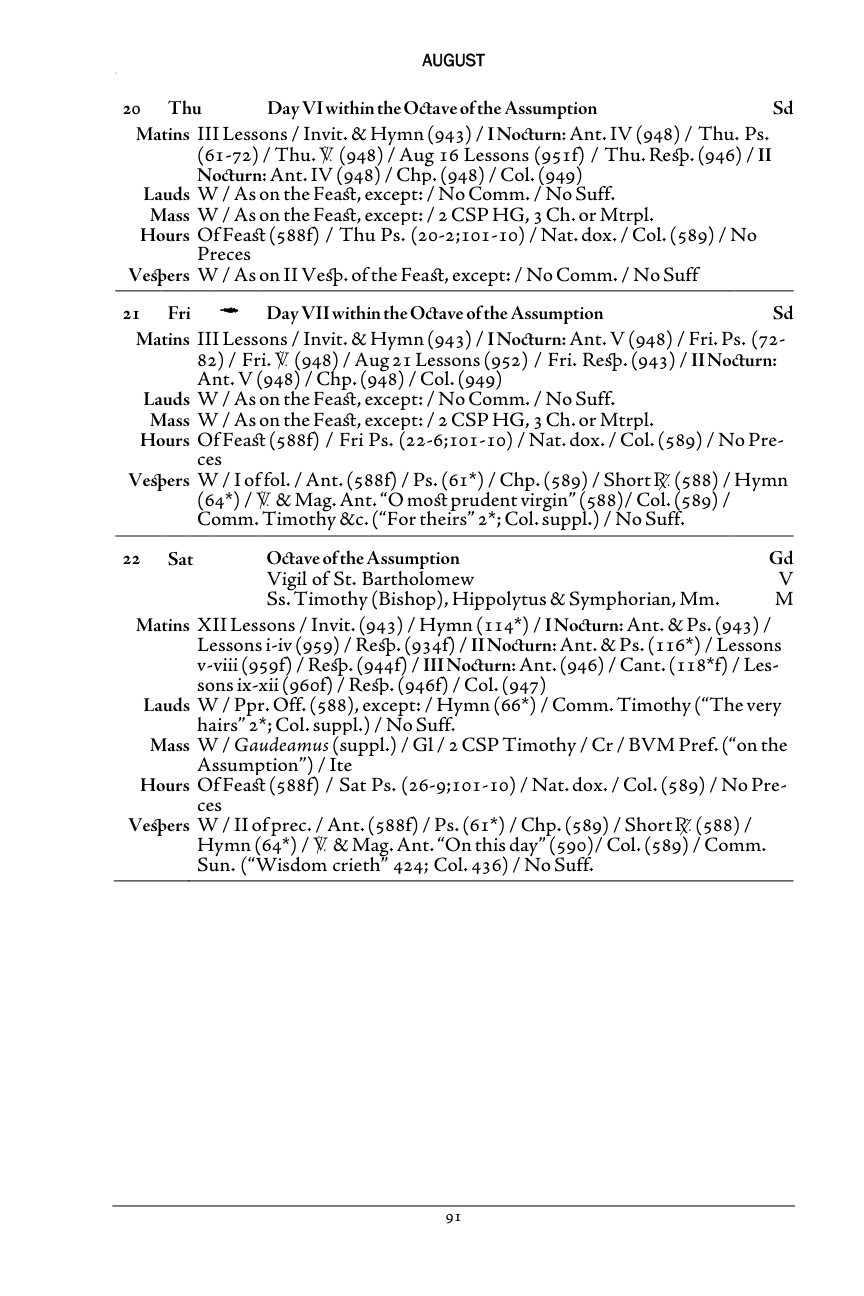 AUGUST
20 Thu Day VI within the Octave of the Assumption Sd
Matins III Lessons / Invit. & Hymn (943) / I Nocturn: Ant. IV (948) / Thu. Ps.
(61-72) / Thu. ℣. (948) / Aug 16 Lessons (951f) / Thu. Resp. (946) / II
Nocturn: Ant. IV (948) / Chp. (948) / Col. (949)
Lauds W / As on the Feast, except: / No Comm. / No Suff.
Mass W / As on the Feast, except: / 2 CSP HG, 3 Ch. or Mtrpl.
Hours Of Feast (588f) / Thu Ps. (20-2;101-10) / Nat. dox. / Col. (589) / No
Preces
Vespers W / As on II Vesp. of the Feast, except: / No Comm. / No Suff
21 Fri Day VII within the Octave of the Assumption Sd
Matins III Lessons / Invit. & Hymn (943) / I Nocturn: Ant. V (948) / Fri. Ps. (72-
82) / Fri. ℣. (948) / Aug 21 Lessons (952) / Fri. Resp. (943) / II Nocturn:
Ant. V (948) / Chp. (948) / Col. (949)
Lauds W / As on the Feast, except: / No Comm. / No Suff.
Mass W / As on the Feast, except: / 2 CSP HG, 3 Ch. or Mtrpl.
Hours Of Feast (588f) / Fri Ps. (22-6;101-10) / Nat. dox. / Col. (589) / No Pre-
ces
Vespers W / I of fol. / Ant. (588f) / Ps. (61*) / Chp. (589) / Short ℟. (588) / Hymn
(64*) / ℣. & Mag. Ant. “O most prudent virgin” (588)/ Col. (589) /
Comm. Timothy &c. (“For theirs” 2*; Col. suppl.) / No Suff.
22 Sat Octave of the Assumption Gd
Vigil of St. Bartholomew V
Ss. Timothy (Bishop), Hippolytus & Symphorian, Mm. M
Matins XII Lessons / Invit. (943) / Hymn (114*) / I Nocturn: Ant. & Ps. (943) /
Lessons i-iv (959) / Resp. (934f) / II Nocturn: Ant. & Ps. (116*) / Lessons
v-viii (959f) / Resp. (944f) / III Nocturn: Ant. (946) / Cant. (118*f) / Les-
sons ix-xii (960f) / Resp. (946f) / Col. (947)
Lauds W / Ppr. Off. (588), except: / Hymn (66*) / Comm. Timothy (“The very
hairs” 2*; Col. suppl.) / No Suff.
Mass W / Gaudeamus (suppl.) / Gl / 2 CSP Timothy / Cr / BVM Pref. (“on the
Assumption”) / Ite
Hours Of Feast (588f) / Sat Ps. (26-9;101-10) / Nat. dox. / Col. (589) / No Pre-
ces
Vespers W / II of prec. / Ant. (588f) / Ps. (61*) / Chp. (589) / Short ℟. (588) /
Hymn (64*) / ℣. & Mag. Ant. “On this day” (590)/ Col. (589) / Comm.
Sun. (“Wisdom crieth” 424; Col. 436) / No Suff.
91